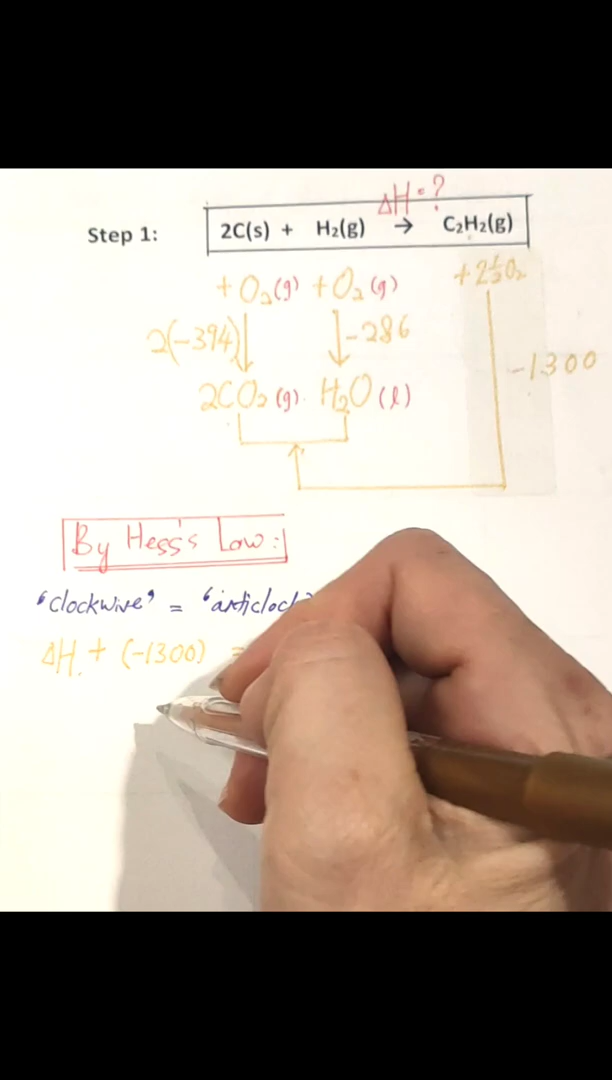 ΔH = ?
Step 1: 2C(s) + H₂(g) → C₂H₂(g)
+ O₂(g) + O₂(g) + 2½O₂
2(-394) -286
-1300
2CO₂(g) H₂O(l)
By Hess's Law:
"clockwise" =
ΔH + (-1300) =